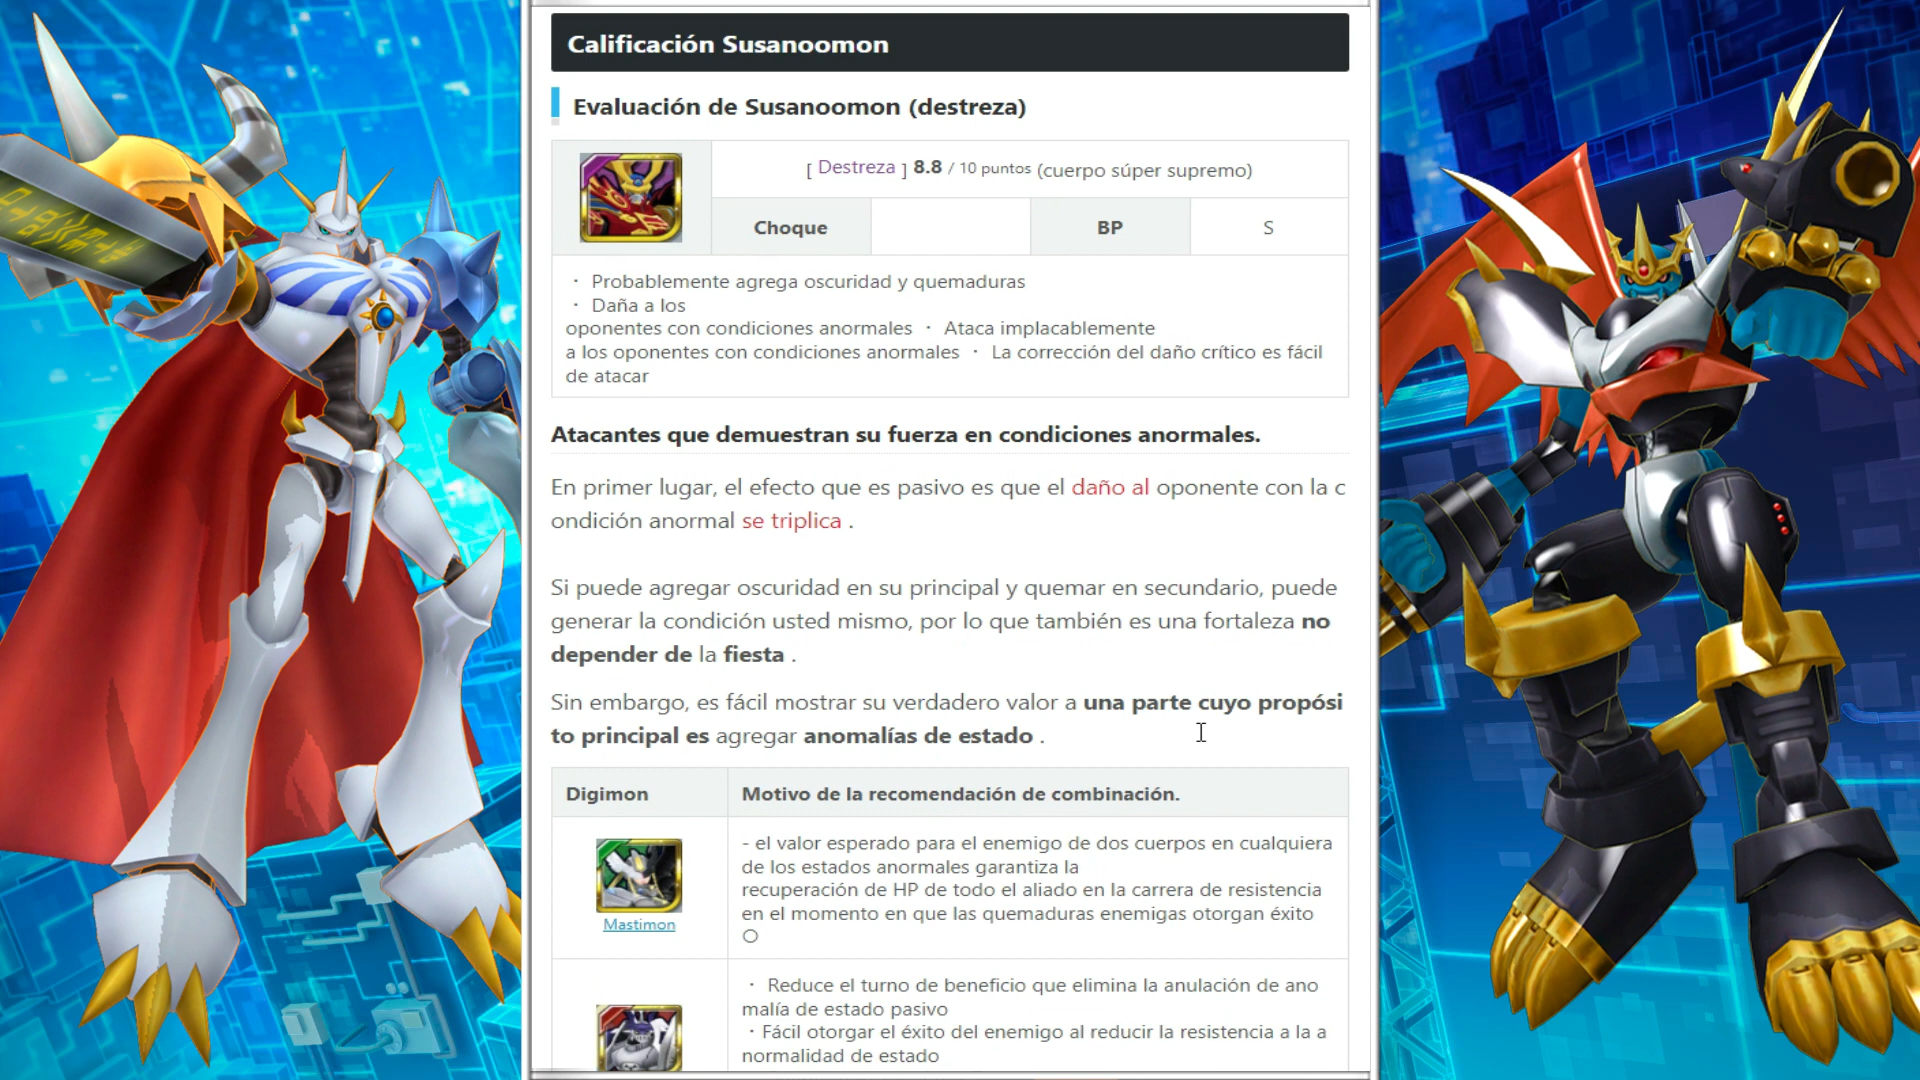 Calificación Susanoomon
Evaluación de Susanoomon (destreza)
[ Destreza ] 8.8 / 10 puntos (cuerpo súper supremo)
Choque BP S
・ Probablemente agrega oscuridad y quemaduras
・ Daña a los
oponentes con condiciones anormales ・ Ataca implacablemente
a los oponentes con condiciones anormales ・ La corrección del daño crítico es fácil
de atacar
Atacantes que demuestran su fuerza en condiciones anormales.
En primer lugar, el efecto que es pasivo es que el daño al oponente con la c
ondición anormal se triplica .
Si puede agregar oscuridad en su principal y quemar en secundario, puede
generar la condición usted mismo, por lo que también es una fortaleza no
depender de la fiesta .
Sin embargo, es fácil mostrar su verdadero valor a una parte cuyo propósi
to principal es agregar anomalías de estado .
Digimon Motivo de la recomendación de combinación.
- el valor esperado para el enemigo de dos cuerpos en cualquiera
de los estados anormales garantiza la
recuperación de HP de todo el aliado en la carrera de resistencia
en el momento en que las quemaduras enemigas otorgan éxito
○
Mastimon
・ Reduce el turno de beneficio que elimina la anulación de ano
malía de estado pasivo
・Fácil otorgar el éxito del enemigo al reducir la resistencia a la a
normalidad de estado